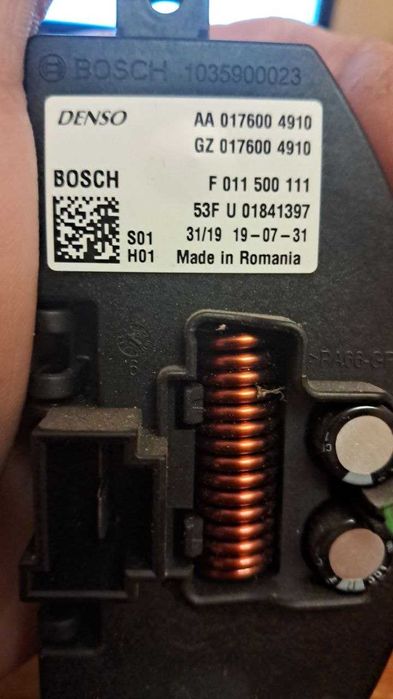 BOSCH 1035900023
DENSO AA 017600 4910
GZ 017600 4910
BOSCH F 011 500 111
53F U 01841397
S01 31/19 19-07-31
H01 Made in Romania